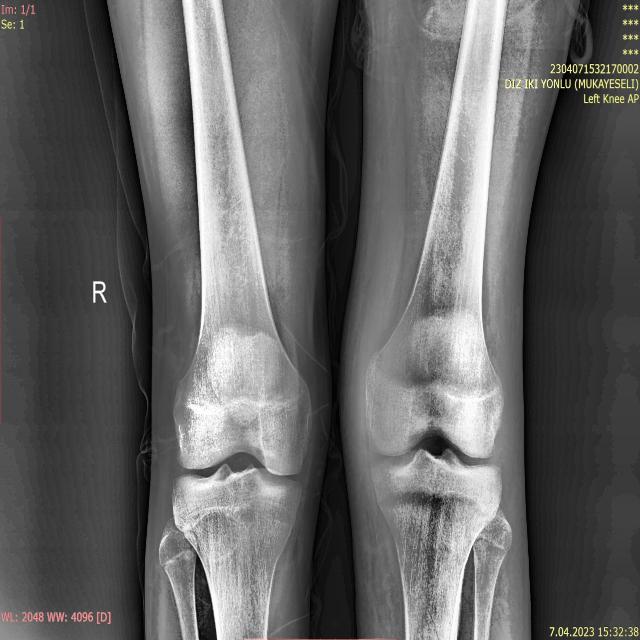 Im: 1/1
Se: 1
***
***
***
***
2304071532170002
DIZ IKI YONLU (MUKAYESELI)
Left Knee AP
R
WL: 2048 WW: 4096 [D]
7.04.2023 15:32:38